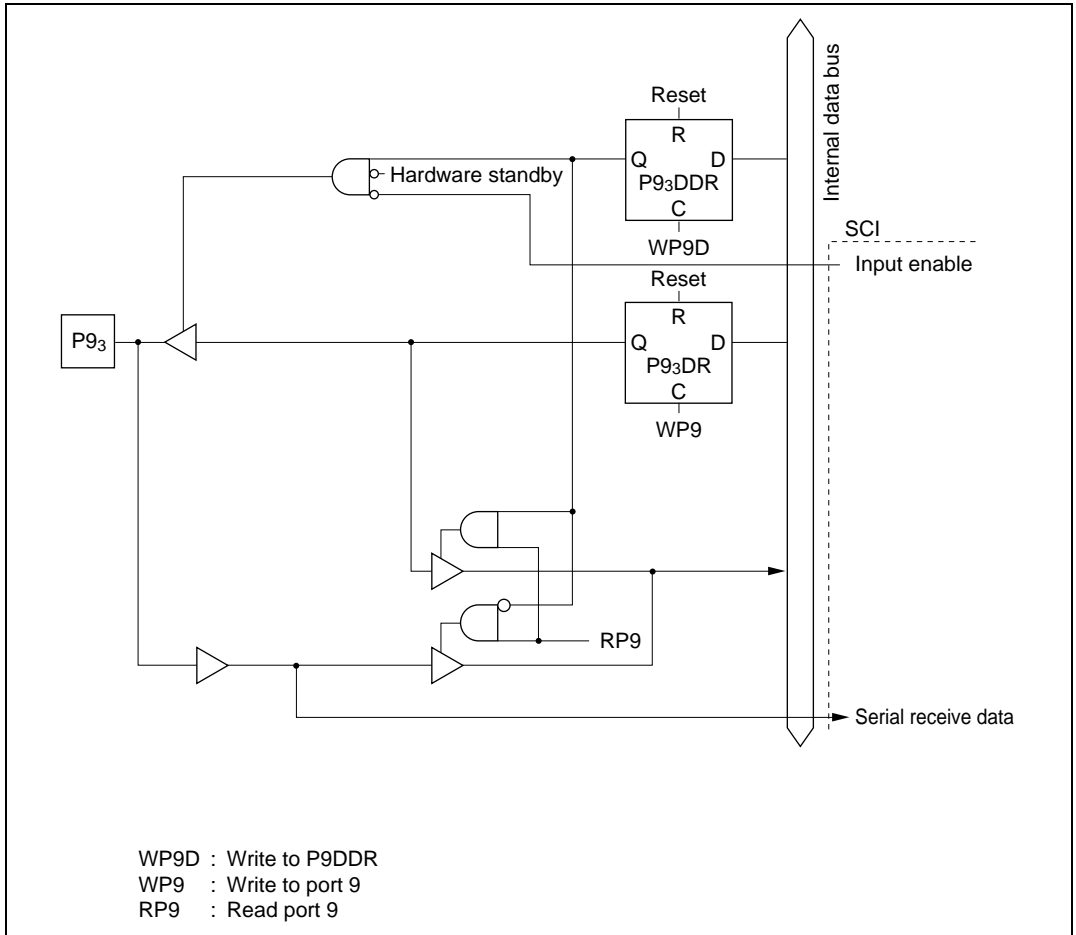 Internal data bus
Reset
R
Hardware standby
Q D
P9₃DDR
C
WP9D
SCI
Input enable
Reset
R
P9₃
Q D
P9₃DR
C
WP9
RP9
Serial receive data
WP9D : Write to P9DDR
WP9 : Write to port 9
RP9 : Read port 9